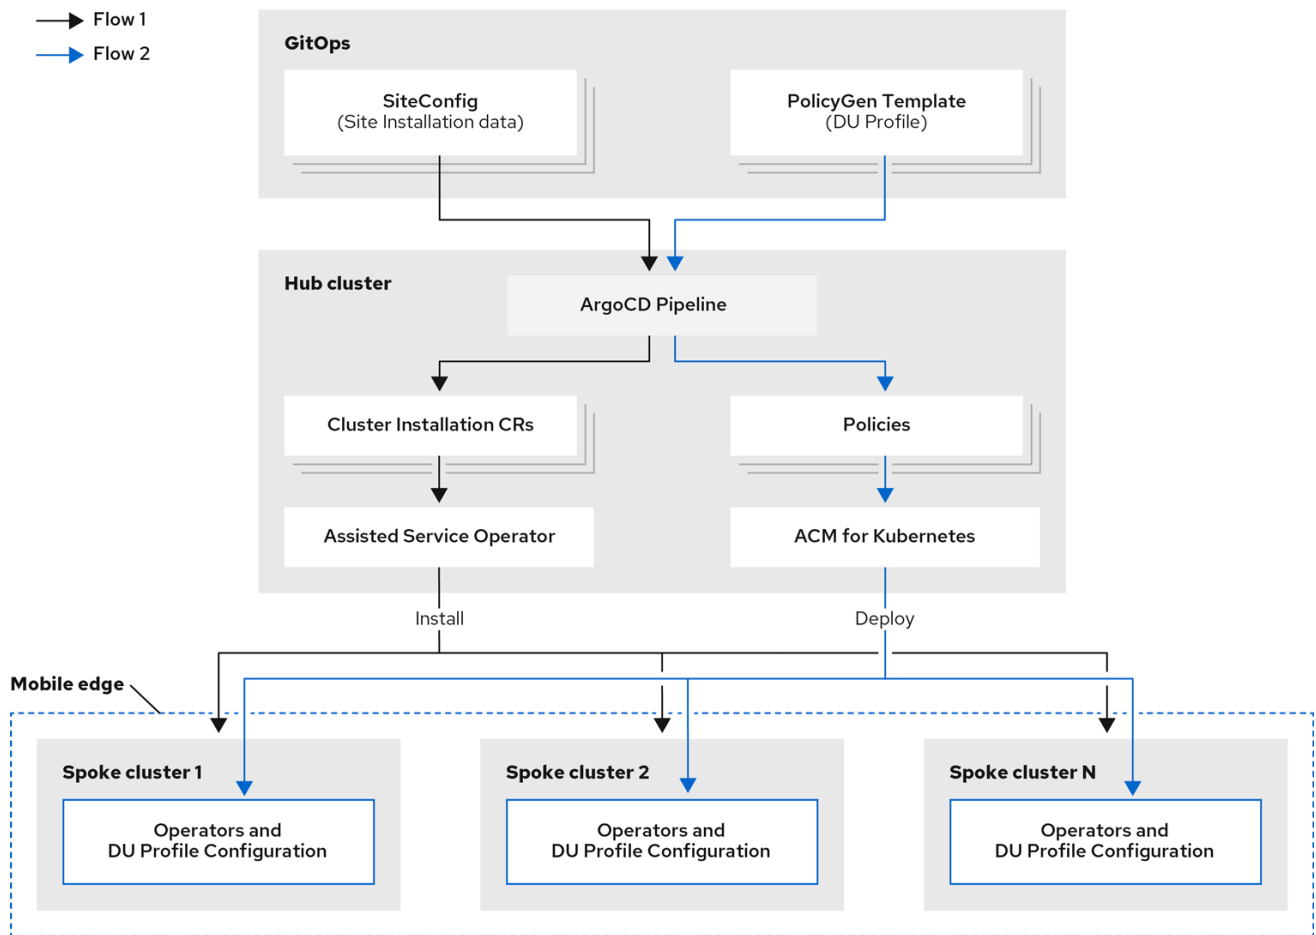 Flow 1
Flow 2
GitOps
SiteConfig
(Site Installation data)
PolicyGen Template
(DU Profile)
Hub cluster
ArgoCD Pipeline
Cluster Installation CRs
Policies
Assisted Service Operator
ACM for Kubernetes
Install
Deploy
Mobile edge
Spoke cluster 1
Operators and
DU Profile Configuration
Spoke cluster 2
Operators and
DU Profile Configuration
Spoke cluster N
Operators and
DU Profile Configuration